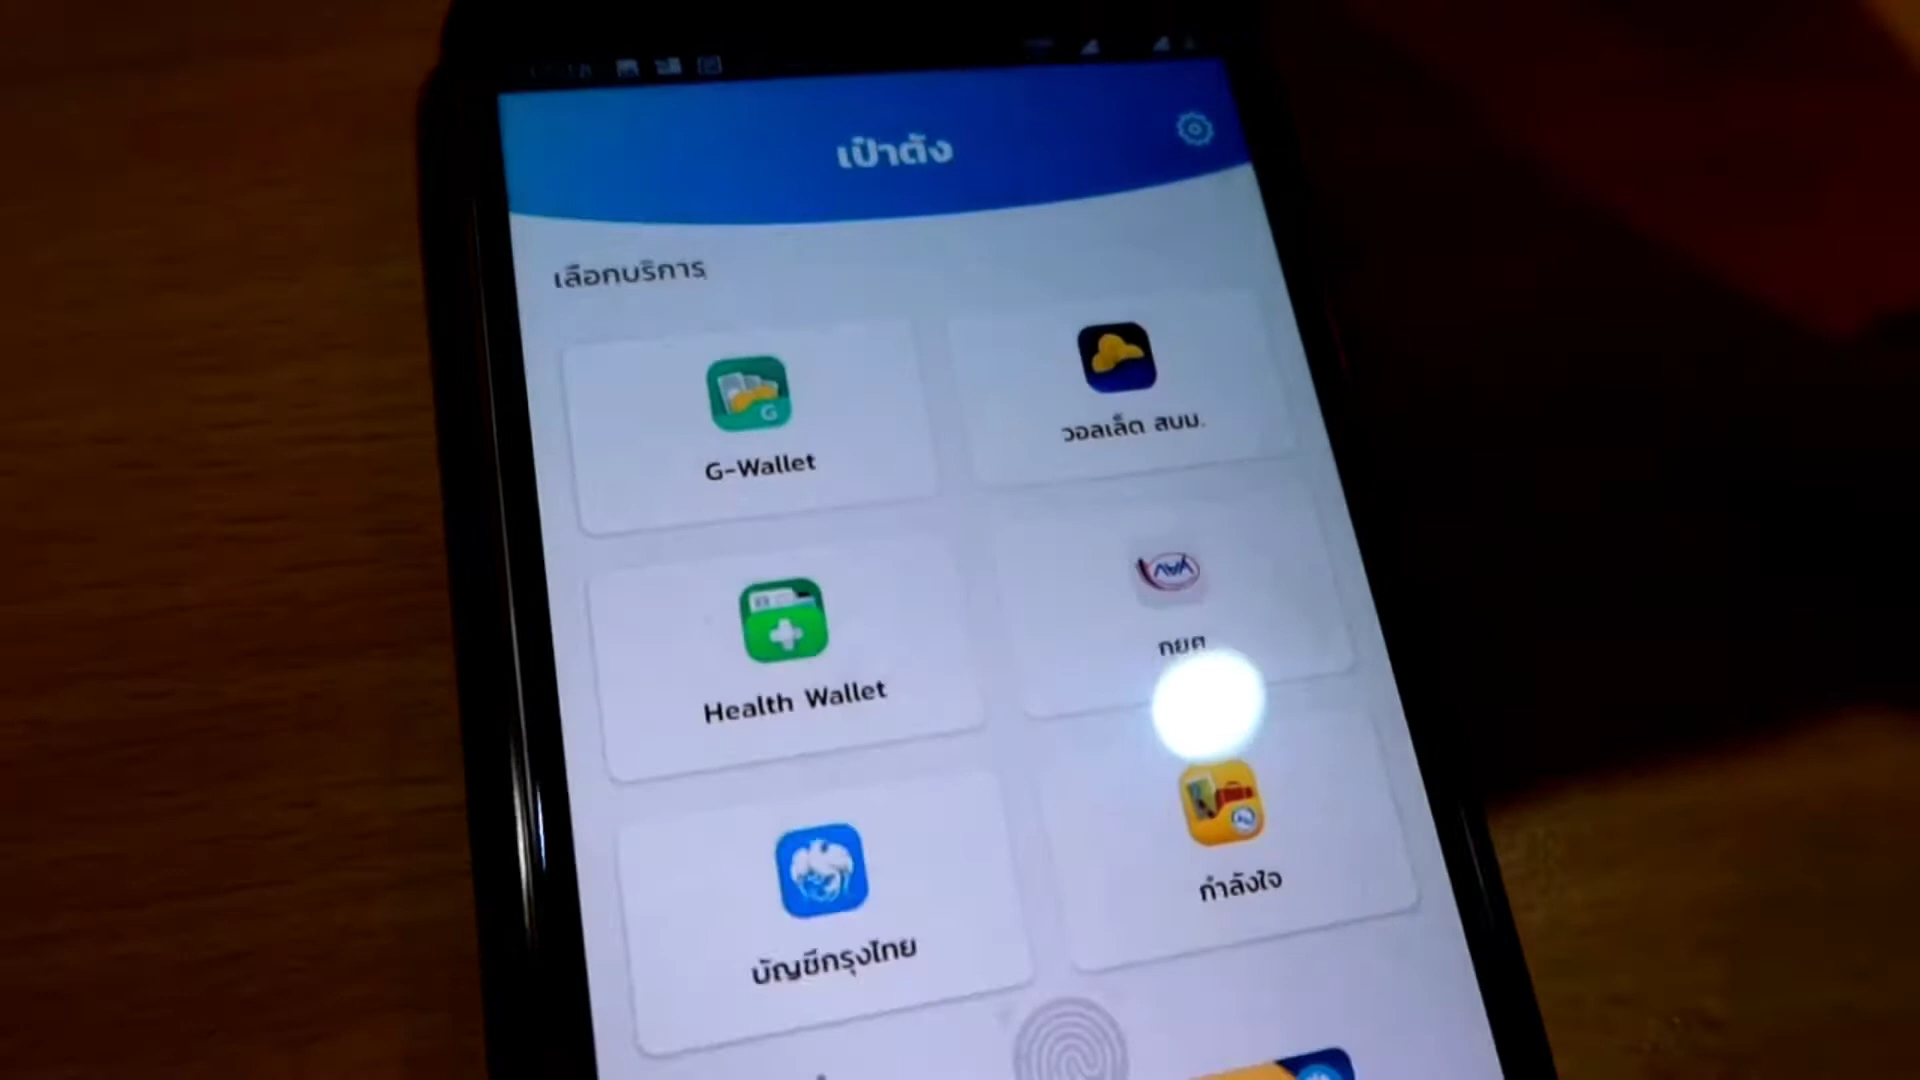 เป๋าตัง
เลือกบริการ
G-Wallet
วอลเล็ต สบม.
Health Wallet
กยศ
บัญชีกรุงไทย
กำลังใจ